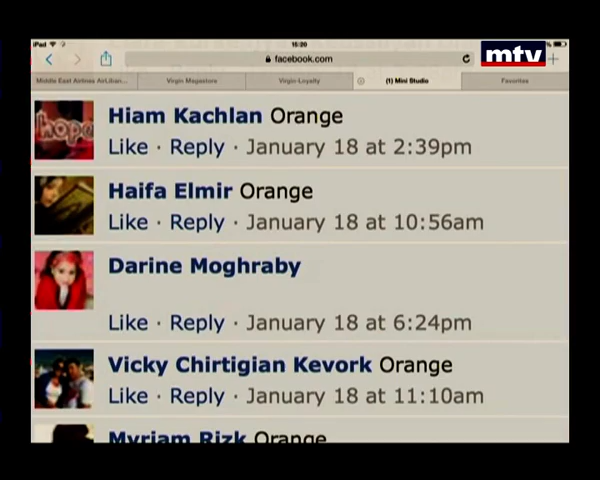 iPad
15:20
facebook.com
mtv
Middle East Airlines AirLiban...
Virgin Megastore
Virgin-Loyalty
(1) Mini Studio
Favorites
hope
Hiam Kachlan Orange
Like · Reply · January 18 at 2:39pm
Haifa Elmir Orange
Like · Reply · January 18 at 10:56am
Darine Moghraby
Like · Reply · January 18 at 6:24pm
Vicky Chirtigian Kevork Orange
Like · Reply · January 18 at 11:10am
Myriam Rizk Orange